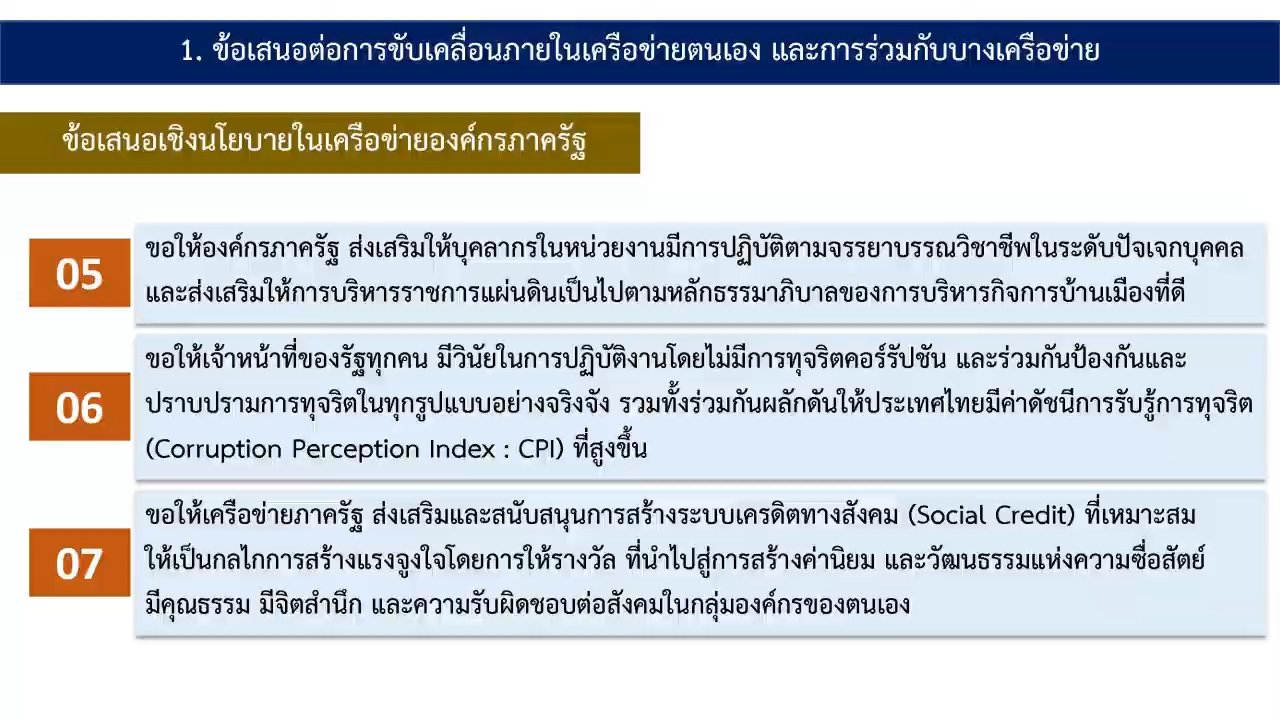 1. ข้อเสนอต่อการขับเคลื่อนภายในเครือข่ายตนเอง และการร่วมกับบางเครือข่าย
ข้อเสนอเชิงนโยบายในเครือข่ายองค์กรภาครัฐ
05
ขอให้องค์กรภาครัฐ ส่งเสริมให้บุคลากรในหน่วยงานมีการปฏิบัติตามจรรยาบรรณวิชาชีพในระดับปัจเจกบุคคล
และส่งเสริมให้การบริหารราชการแผ่นดินเป็นไปตามหลักธรรมาภิบาลของการบริหารกิจการบ้านเมืองที่ดี
06
ขอให้เจ้าหน้าที่ของรัฐทุกคน มีวินัยในการปฏิบัติงานโดยไม่มีการทุจริตคอร์รัปชัน และร่วมกันป้องกันและ
ปราบปรามการทุจริตในทุกรูปแบบอย่างจริงจัง รวมทั้งร่วมกันผลักดันให้ประเทศไทยมีค่าดัชนีการรับรู้การทุจริต
(Corruption Perception Index : CPI) ที่สูงขึ้น
07
ขอให้เครือข่ายภาครัฐ ส่งเสริมและสนับสนุนการสร้างระบบเครดิตทางสังคม (Social Credit) ที่เหมาะสม
ให้เป็นกลไกการสร้างแรงจูงใจโดยการให้รางวัล ที่นำไปสู่การสร้างค่านิยม และวัฒนธรรมแห่งความซื่อสัตย์
มีคุณธรรม มีจิตสำนึก และความรับผิดชอบต่อสังคมในกลุ่มองค์กรของตนเอง